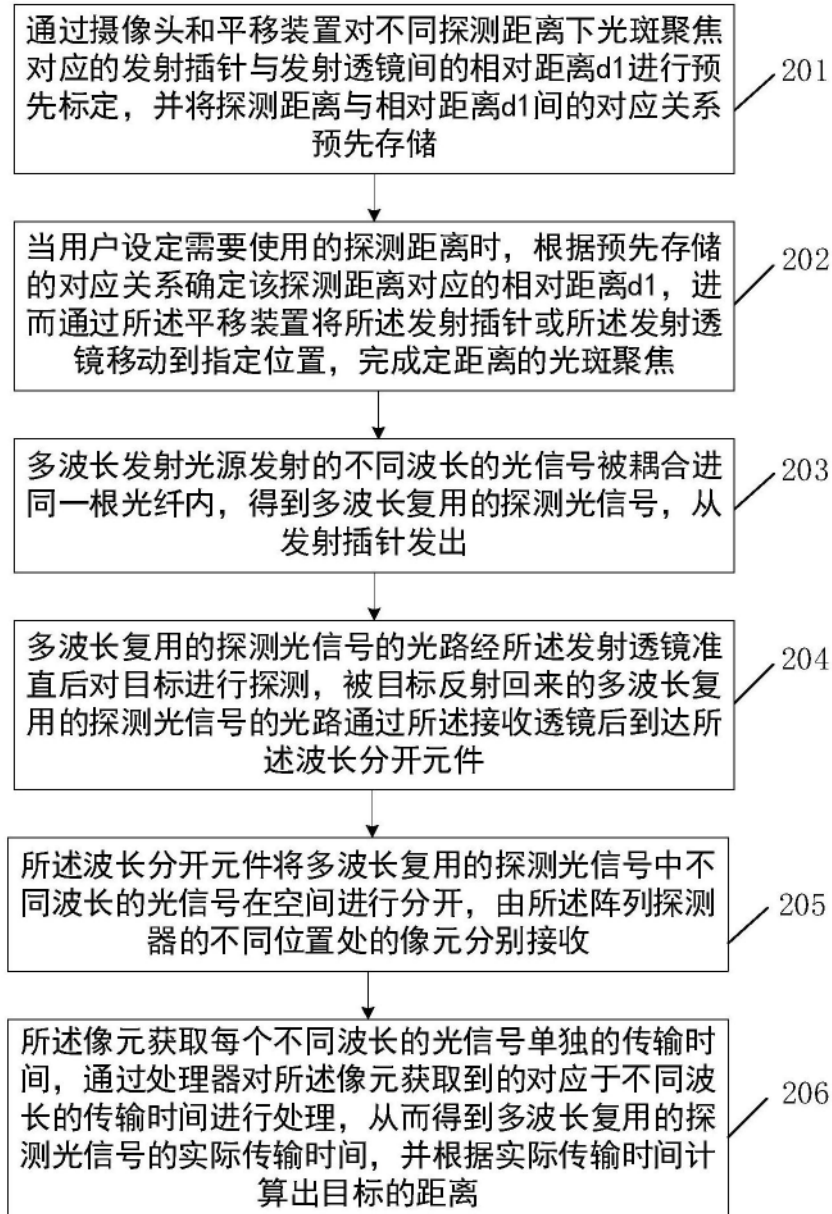 通过摄像头和平移装置对不同探测距离下光斑聚焦
对应的发射插针与发射透镜间的相对距离d1进行预
先标定，并将探测距离与相对距离d1间的对应关系
预先存储
201
当用户设定需要使用的探测距离时，根据预先存储
的对应关系确定该探测距离对应的相对距离d1，进
而通过所述平移装置将所述发射插针或所述发射透
镜移动到指定位置，完成定距离的光斑聚焦
202
多波长发射光源发射的不同波长的光信号被耦合进
同一根光纤内，得到多波长复用的探测光信号，从
发射插针发出
203
多波长复用的探测光信号的光路经所述发射透镜准
直后对目标进行探测，被目标反射回来的多波长复
用的探测光信号的光路通过所述接收透镜后到达所
述波长分开元件
204
所述波长分开元件将多波长复用的探测光信号中不
同波长的光信号在空间进行分开，由所述阵列探测
器的不同位置处的像元分别接收
205
所述像元获取每个不同波长的光信号单独的传输时
间，通过处理器对所述像元获取到的对应于不同波
长的传输时间进行处理，从而得到多波长复用的探
测光信号的实际传输时间，并根据实际传输时间计
算出目标的距离
206